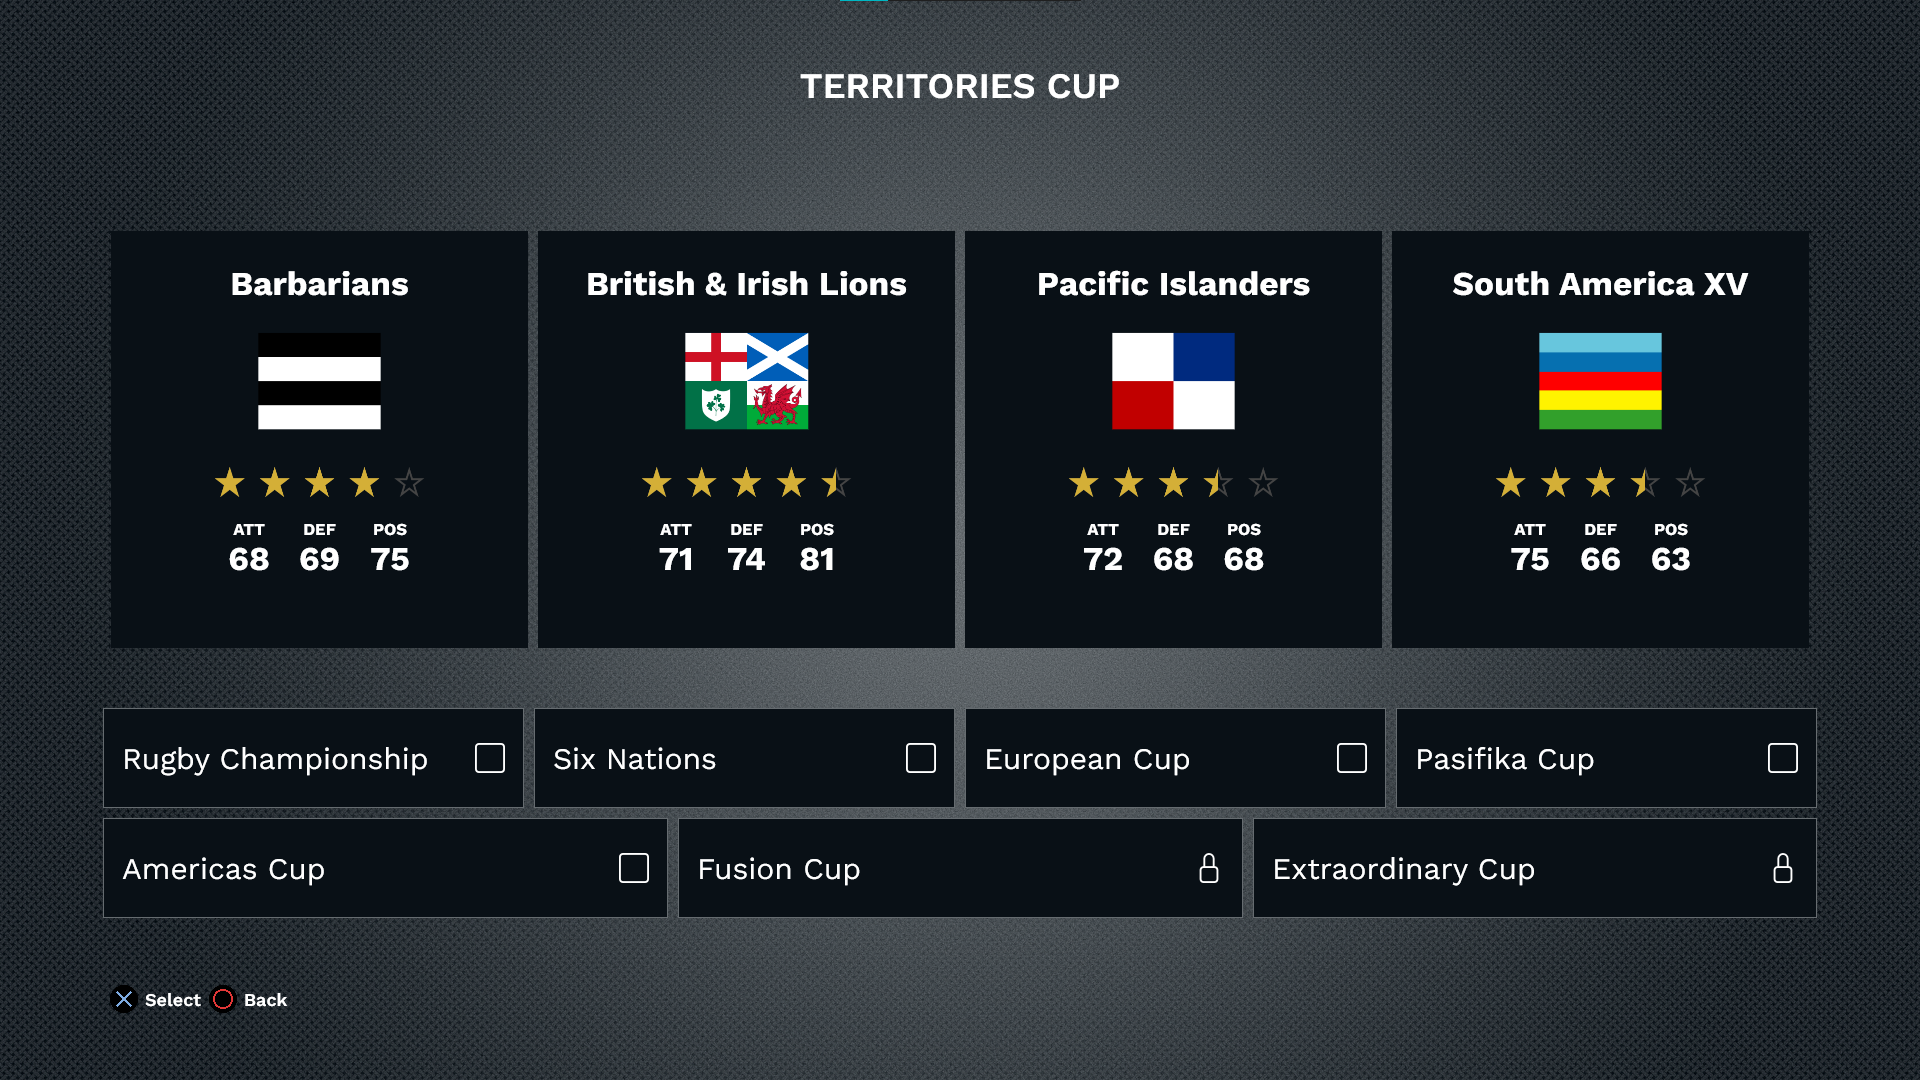 TERRITORIES CUP
Barbarians
ATT DEF POS
68 69 75
British & Irish Lions
ATT DEF POS
71 74 81
Pacific Islanders
ATT DEF POS
72 68 68
South America XV
ATT DEF POS
75 66 63
Rugby Championship
Six Nations
European Cup
Pasifika Cup
Americas Cup
Fusion Cup
Extraordinary Cup
Select Back